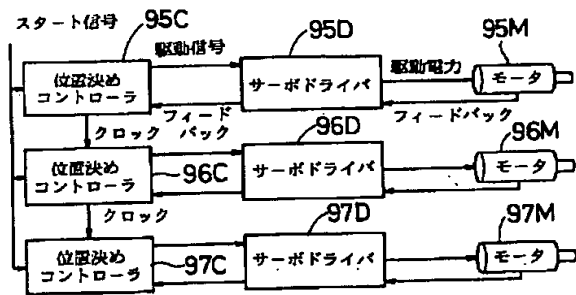 スタート信号
95C
駆動信号
95D
95M
位置決め
コントローラ
サーボドライバ
駆動電力
モータ
フィード
バック
フィードバック
クロック
96D
96M
位置決め
コントローラ
96C
サーボドライバ
モータ
クロック
97D
97M
位置決め
コントローラ
97C
サーボドライバ
モータ